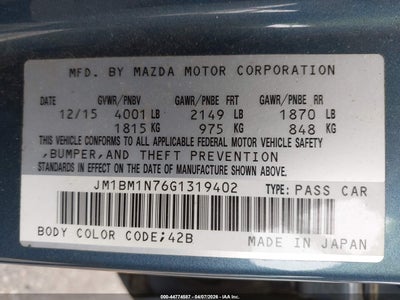 MFD. BY MAZDA MOTOR CORPORATION
DATE GVWR/PNBV GAWR/PNBE FRT GAWR/PNBE RR
12/15 4001 LB 2149 LB 1870 LB
1815 KG 975 KG 848 KG
THIS VEHICLE CONFORMS TO ALL APPLICABLE FEDERAL MOTOR VEHICLE SAFETY,
,BUMPER,AND THEFT PREVENTION
STANDARDS IN EFFECT ON THE DATE OF MANUFACTURE SHOWN ABOVE.
JM1BM1N76G1319402 TYPE: PASS CAR
BODY COLOR CODE;42B
MADE IN JAPAN
000-44774587 - 04/07/2026 - IAA Inc.